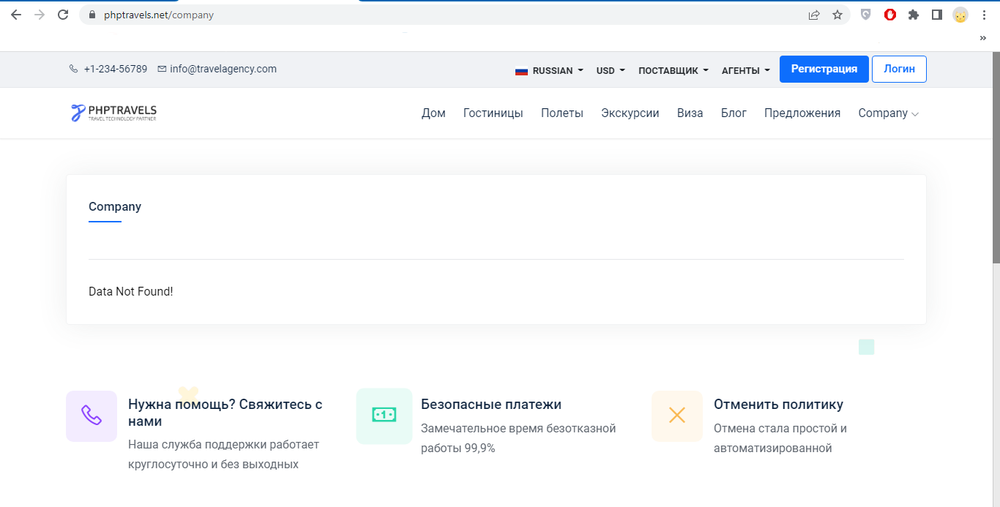 phptravels.net/company
»
+1-234-56789 info@travelagency.com RUSSIAN USD ПОСТАВЩИК АГЕНТЫ Регистрация Логин
PHPTRAVELS
TRAVEL TECHNOLOGY PARTNER
Дом Гостиницы Полеты Экскурсии Виза Блог Предложения Company
Company
Data Not Found!
Нужна помощь? Свяжитесь с
нами
Наша служба поддержки работает
круглосуточно и без выходных
1
Безопасные платежи
Замечательное время безотказной
работы 99,9%
Отменить политику
Отмена стала простой и
автоматизированной